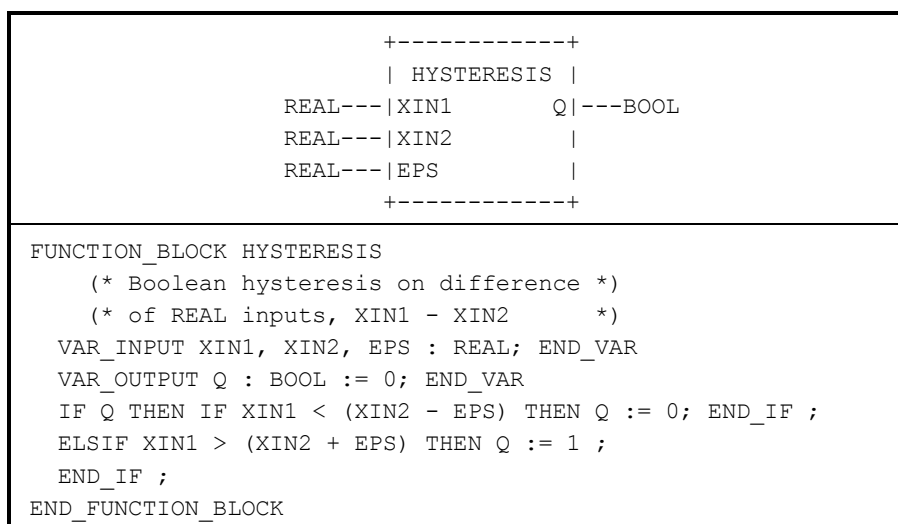 +------------+
| HYSTERESIS |
REAL---|XIN1       Q|---BOOL
REAL---|XIN2        |
REAL---|EPS         |
+------------+
FUNCTION_BLOCK HYSTERESIS
(* Boolean hysteresis on difference *)
(* of REAL inputs, XIN1 - XIN2      *)
VAR_INPUT XIN1, XIN2, EPS : REAL; END_VAR
VAR_OUTPUT Q : BOOL := 0; END_VAR
IF Q THEN IF XIN1 < (XIN2 - EPS) THEN Q := 0; END_IF ;
ELSIF XIN1 > (XIN2 + EPS) THEN Q := 1 ;
END_IF ;
END_FUNCTION_BLOCK